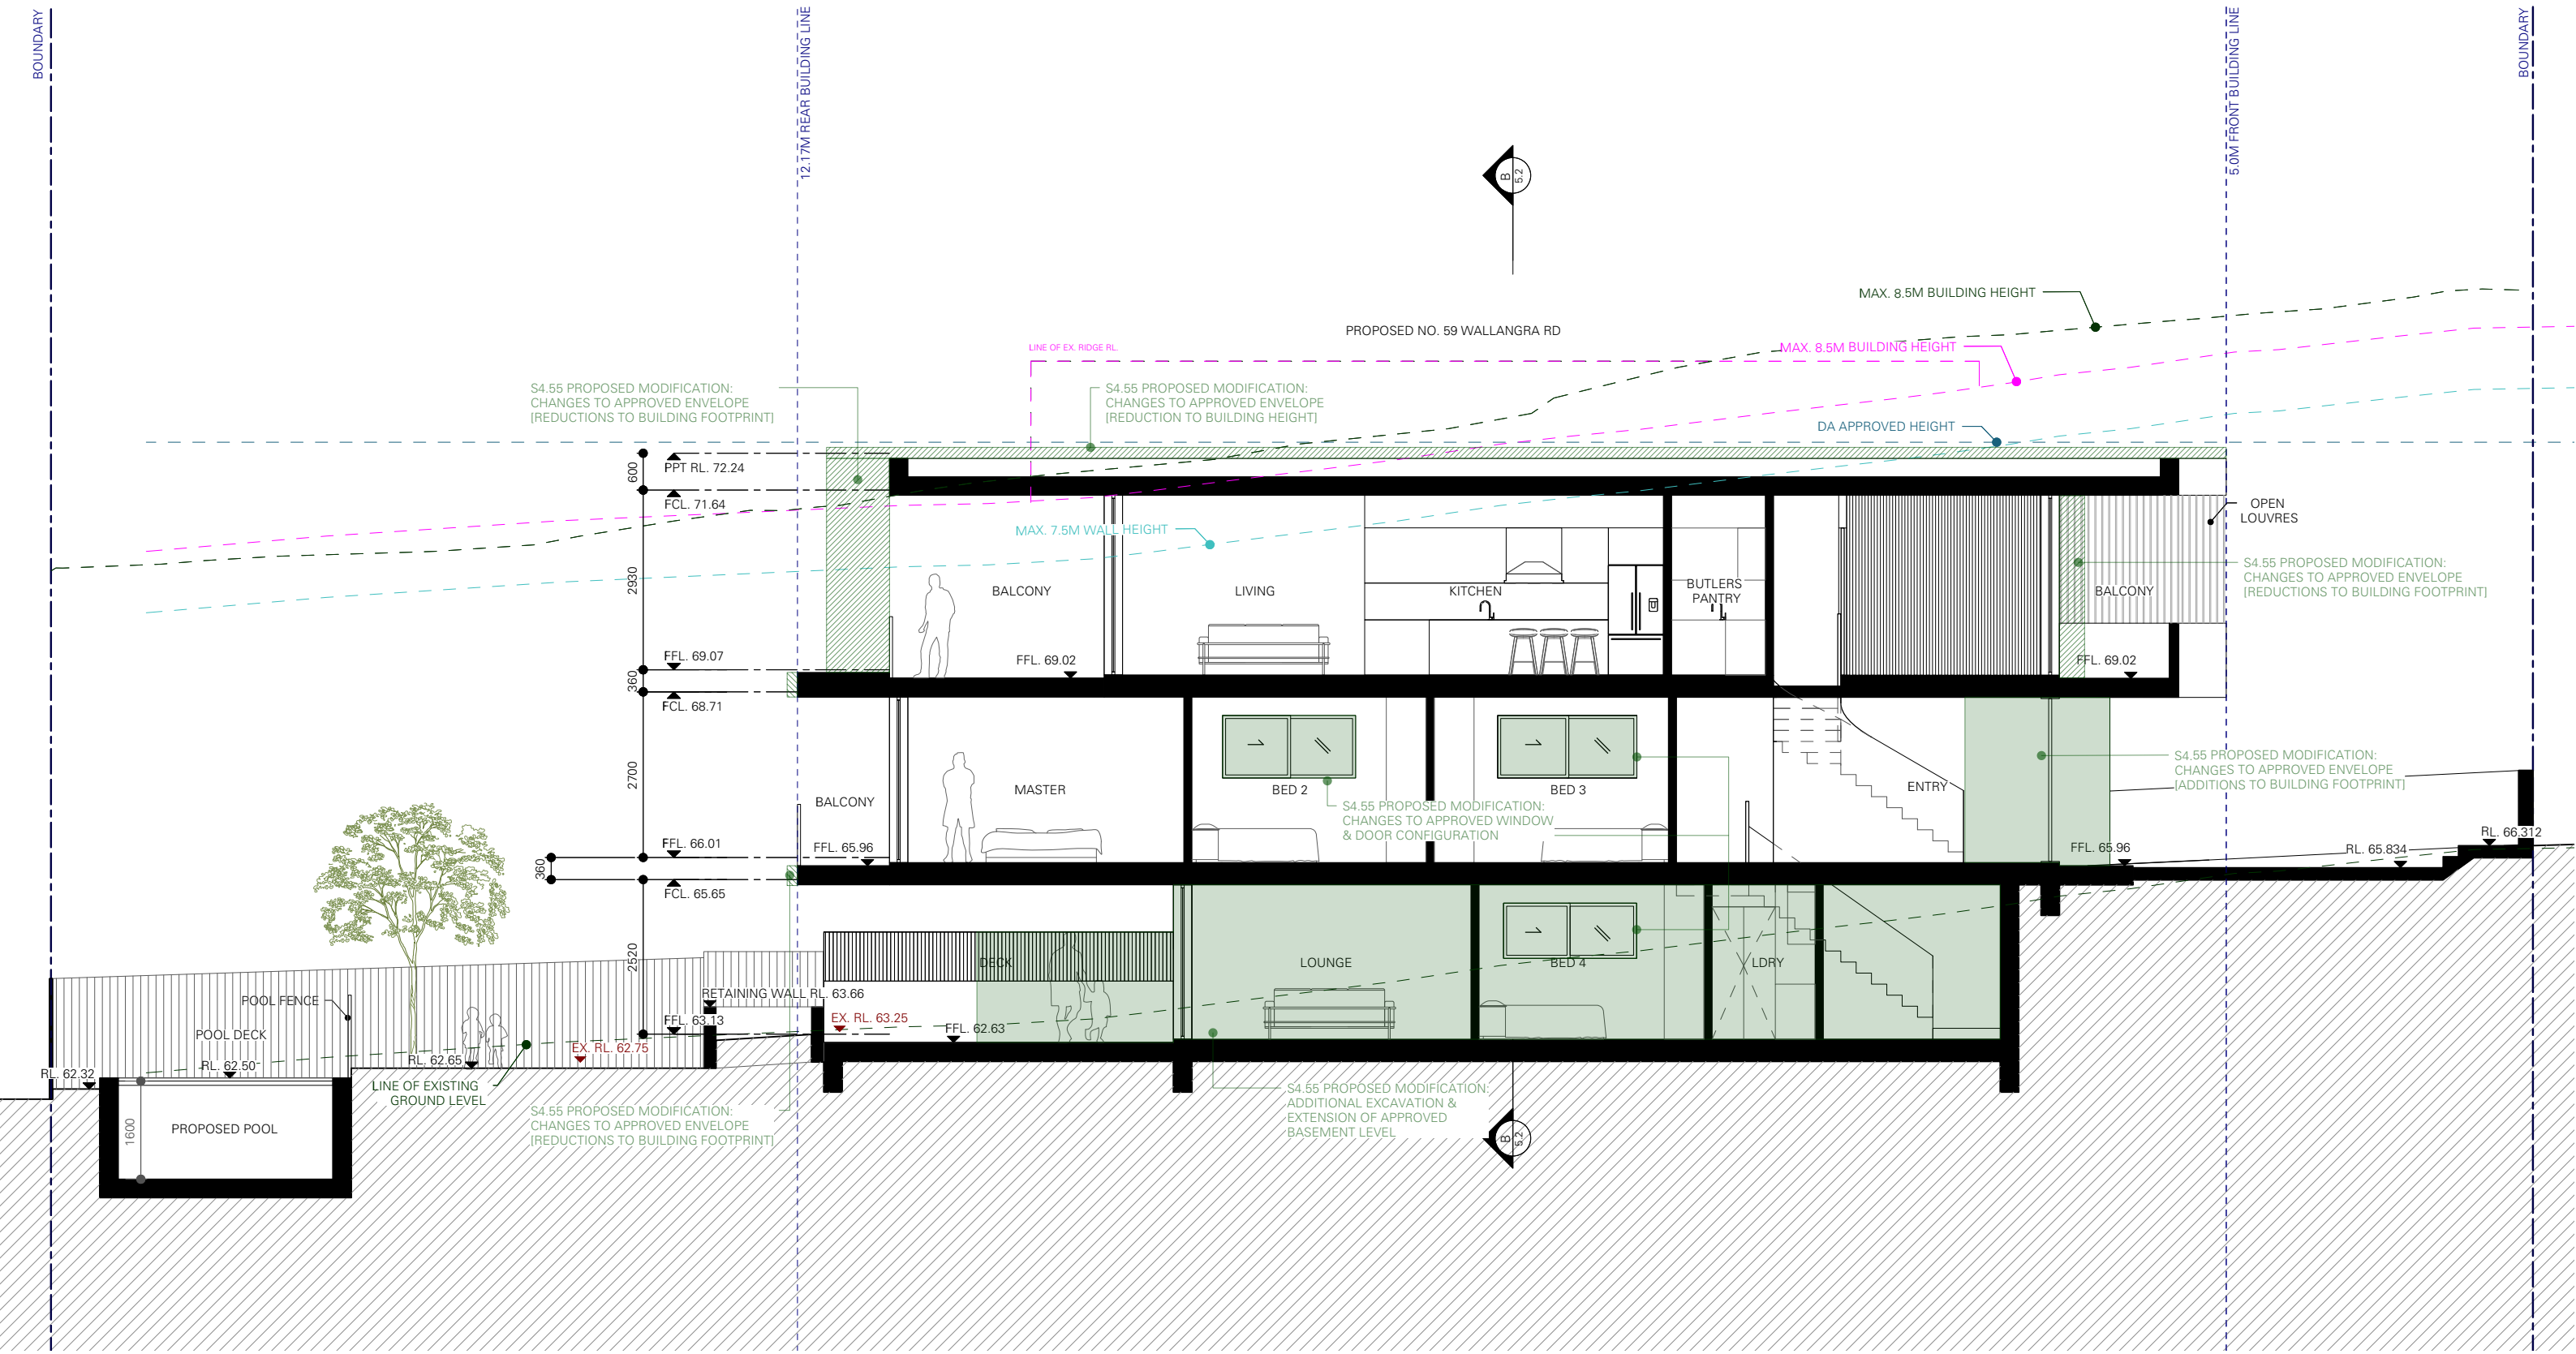 BOUNDARY
12.17M REAR BUILDING LINE
5.0M FRONT BUILDING LINE
BOUNDARY
B
5.2
MAX. 8.5M BUILDING HEIGHT
PROPOSED NO. 59 WALLANGRA RD
LINE OF EX. RIDGE RL.
MAX. 8.5M BUILDING HEIGHT
S4.55 PROPOSED MODIFICATION:
CHANGES TO APPROVED ENVELOPE
[REDUCTIONS TO BUILDING FOOTPRINT]
S4.55 PROPOSED MODIFICATION:
CHANGES TO APPROVED ENVELOPE
[REDUCTION TO BUILDING HEIGHT]
DA APPROVED HEIGHT
600
PPT RL. 72.24
FCL. 71.64
OPEN
LOUVRES
MAX. 7.5M WALL HEIGHT
2930
BALCONY
LIVING
KITCHEN
BUTLERS
PANTRY
BALCONY
S4.55 PROPOSED MODIFICATION:
CHANGES TO APPROVED ENVELOPE
[REDUCTIONS TO BUILDING FOOTPRINT]
FFL. 69.07
FFL. 69.02
FFL. 69.02
360
FCL. 68.71
2700
S4.55 PROPOSED MODIFICATION:
CHANGES TO APPROVED ENVELOPE
[ADDITIONS TO BUILDING FOOTPRINT]
BALCONY
MASTER
BED 2
BED 3
ENTRY
S4.55 PROPOSED MODIFICATION:
CHANGES TO APPROVED WINDOW
& DOOR CONFIGURATION
FFL. 66.01
FFL. 65.96
FFL. 65.96
RL. 65.834
RL. 66.312
360
FCL. 65.65
2520
DECK
LOUNGE
BED 4
LDRY
RETAINING WALL RL. 63.66
POOL FENCE
FFL. 63.13
EX. RL. 63.25
FFL. 62.63
POOL DECK
EX. RL. 62.75
RL. 62.65
RL. 62.50
RL. 62.32
LINE OF EXISTING
GROUND LEVEL
S4.55 PROPOSED MODIFICATION:
ADDITIONAL EXCAVATION &
EXTENSION OF APPROVED
BASEMENT LEVEL
S4.55 PROPOSED MODIFICATION:
CHANGES TO APPROVED ENVELOPE
[REDUCTIONS TO BUILDING FOOTPRINT]
1600
PROPOSED POOL
B
5.2